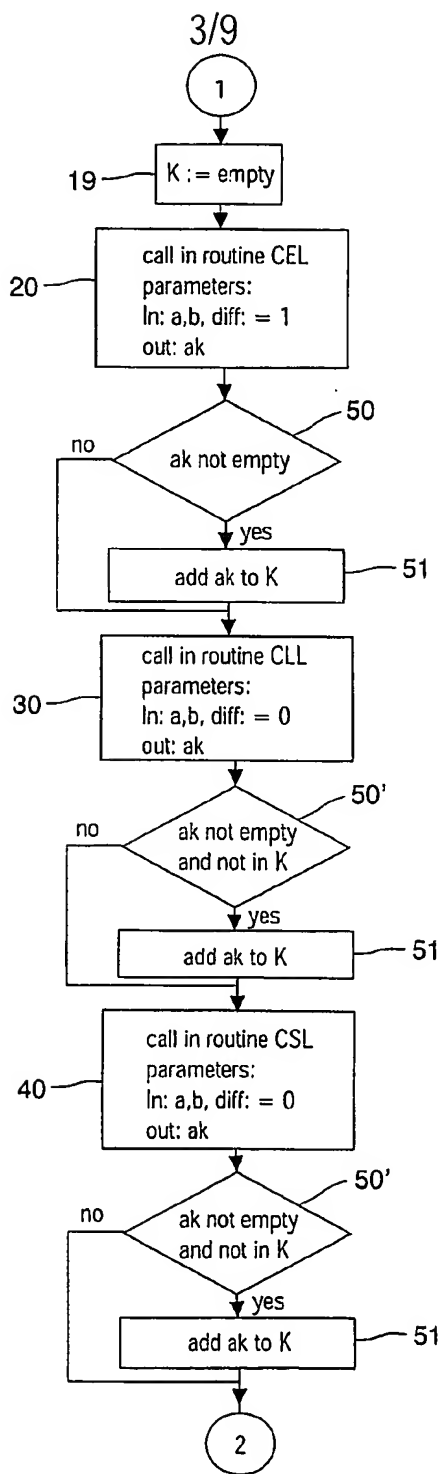 3/9
1
19
K := empty
20
call in routine CEL
parameters:
In: a,b, diff: = 1
out: ak
50
no
ak not empty
yes
add ak to K
51
30
call in routine CLL
parameters:
In: a,b, diff: = 0
out: ak
50'
no
ak not empty
and not in K
yes
add ak to K
51
40
call in routine CSL
parameters:
In: a,b, diff: = 0
out: ak
50'
no
ak not empty
and not in K
yes
add ak to K
51
2